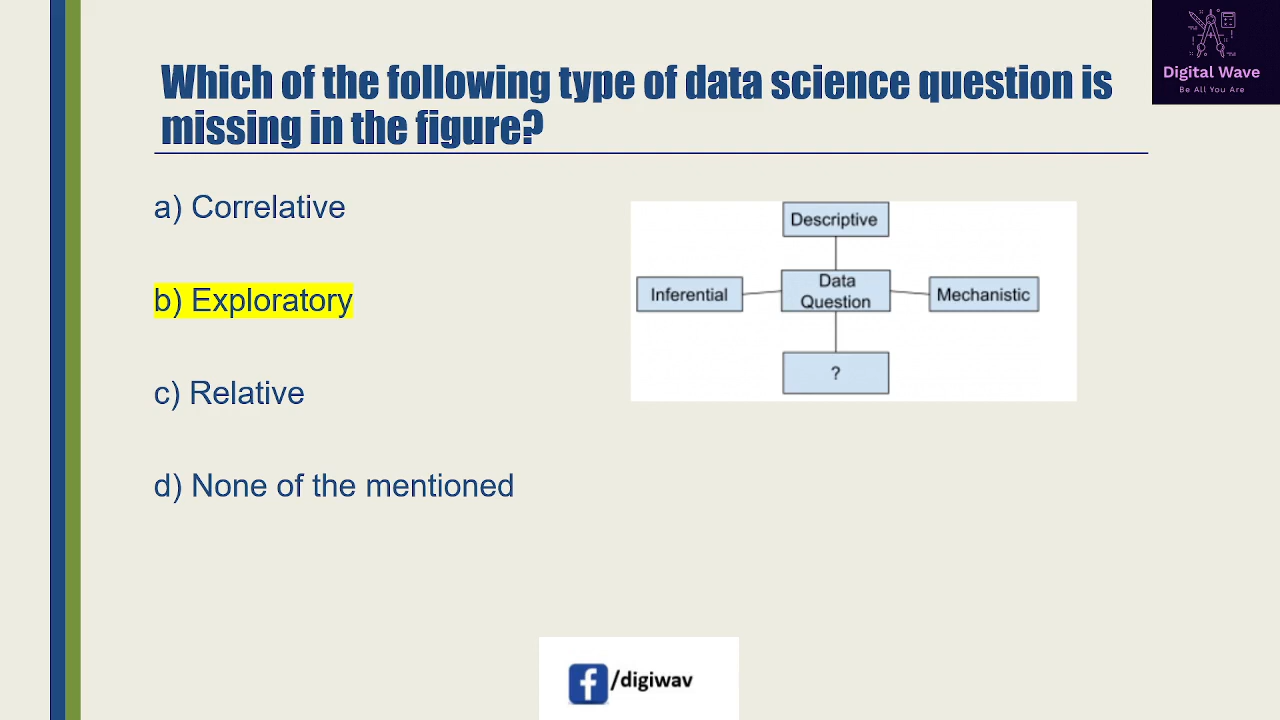 Digital Wave
Be All You Are
Which of the following type of data science question is
missing in the figure?
a) Correlative
b) Exploratory
c) Relative
d) None of the mentioned
Descriptive
Inferential
Data
Question
Mechanistic
?
/digiwav